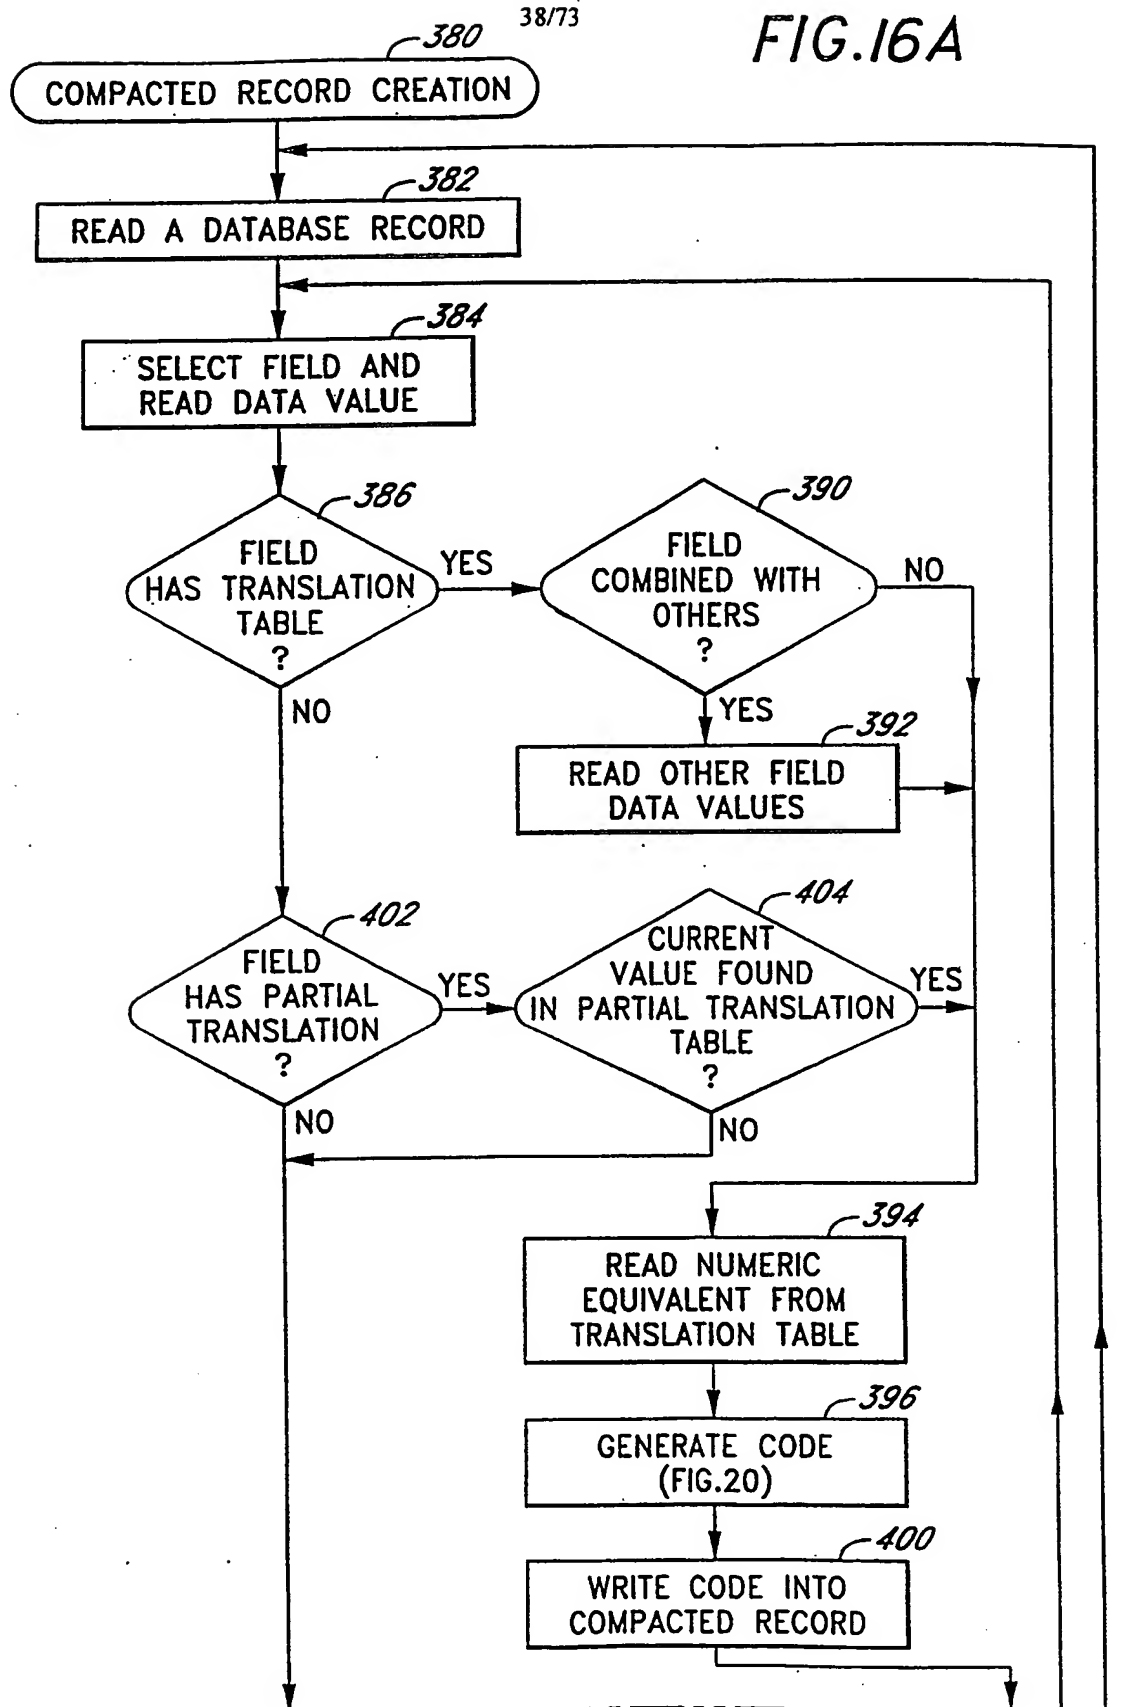 38/73
FIG.16A
380
COMPACTED RECORD CREATION
382
READ A DATABASE RECORD
384
SELECT FIELD AND
READ DATA VALUE
386
FIELD
HAS TRANSLATION
TABLE
?
YES
NO
390
FIELD
COMBINED WITH
OTHERS
?
NO
YES
392
READ OTHER FIELD
DATA VALUES
402
FIELD
HAS PARTIAL
TRANSLATION
?
YES
NO
404
CURRENT
VALUE FOUND
IN PARTIAL TRANSLATION
TABLE
?
YES
NO
394
READ NUMERIC
EQUIVALENT FROM
TRANSLATION TABLE
396
GENERATE CODE
(FIG.20)
400
WRITE CODE INTO
COMPACTED RECORD